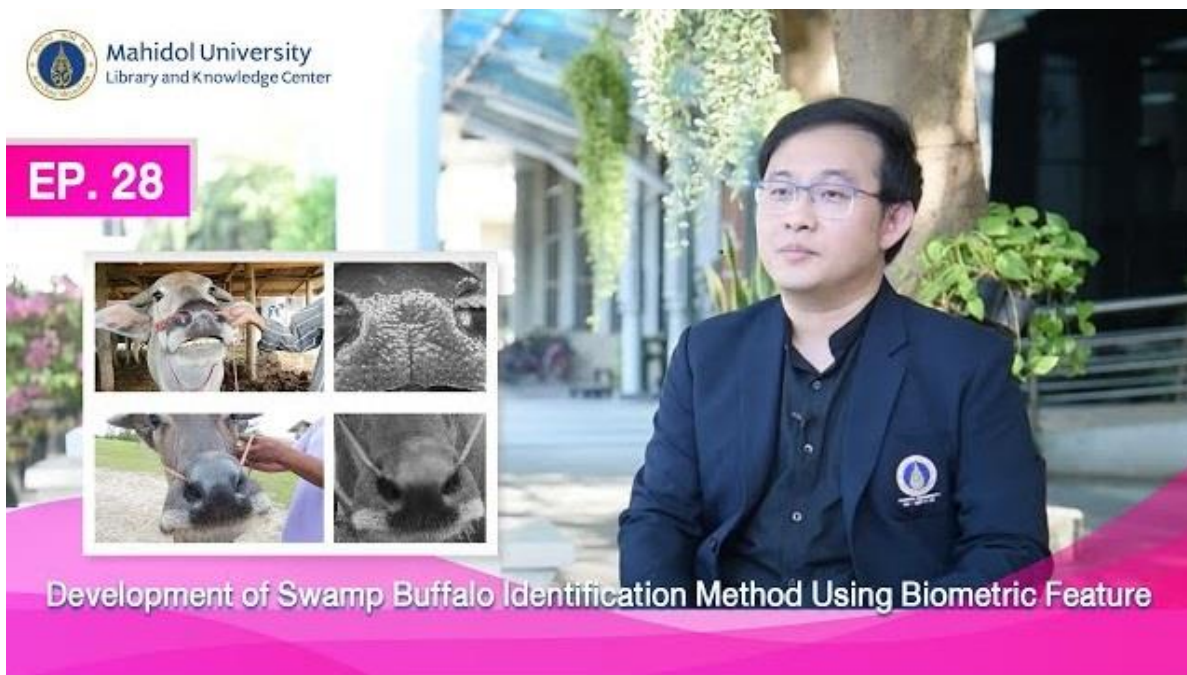 Mahidol University
Library and Knowledge Center
EP. 28
Development of Swamp Buffalo Identification Method Using Biometric Feature